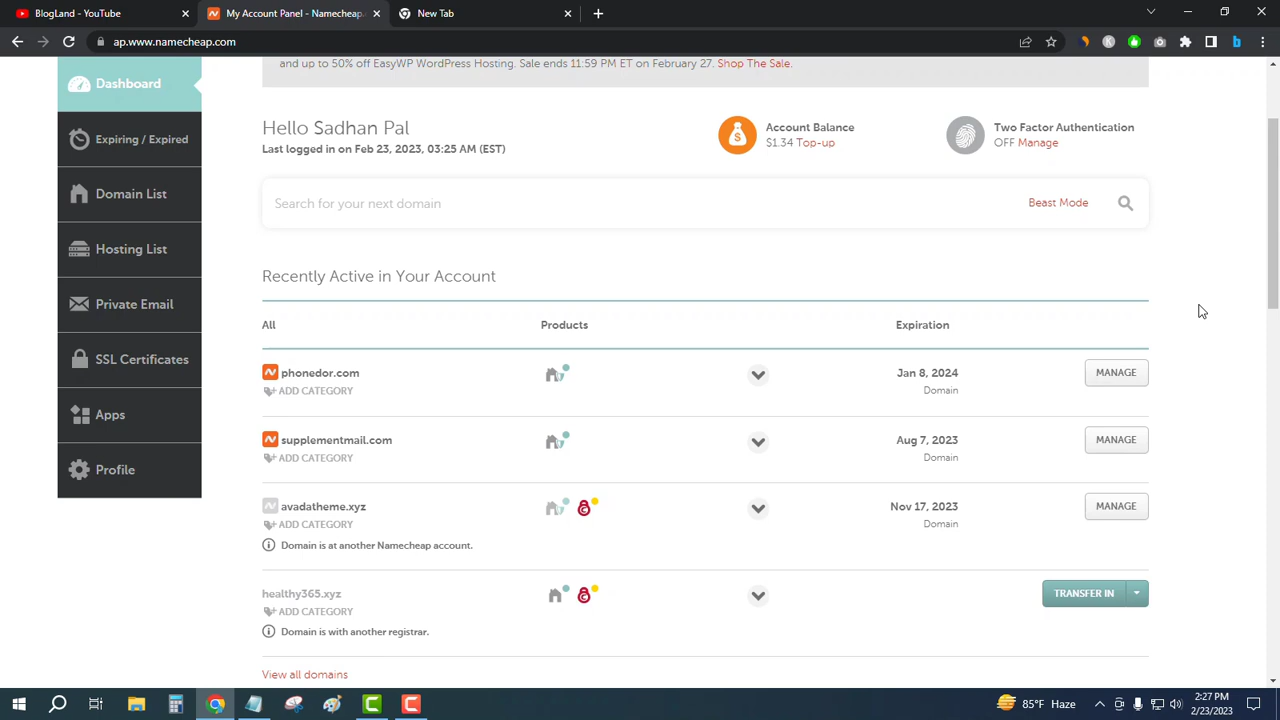 BlogLand - YouTube
My Account Panel - Namecheap.c
New Tab
ap.www.namecheap.com
and up to 50% off EasyWP WordPress Hosting. Sale ends 11:59 PM ET on February 27. Shop The Sale.
Dashboard
Expiring / Expired
Domain List
Hosting List
Private Email
SSL Certificates
Apps
Profile
Hello Sadhan Pal
Last logged in on Feb 23, 2023, 03:25 AM (EST)
Account Balance
$1.34 Top-up
Two Factor Authentication
OFF Manage
Search for your next domain
Beast Mode
Recently Active in Your Account
All Products Expiration
phonedor.com
ADD CATEGORY
Jan 8, 2024
Domain
MANAGE
supplementmail.com
ADD CATEGORY
Aug 7, 2023
Domain
MANAGE
avadatheme.xyz
ADD CATEGORY
Domain is at another Namecheap account.
Nov 17, 2023
Domain
MANAGE
healthy365.xyz
ADD CATEGORY
Domain is with another registrar.
TRANSFER IN
View all domains
85°F Haze
2:27 PM
2/23/2023